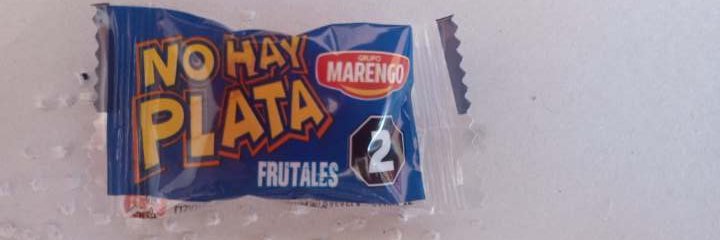 NO HAY
PLATA
GRUPO
MARENGO
2
FRUTALES